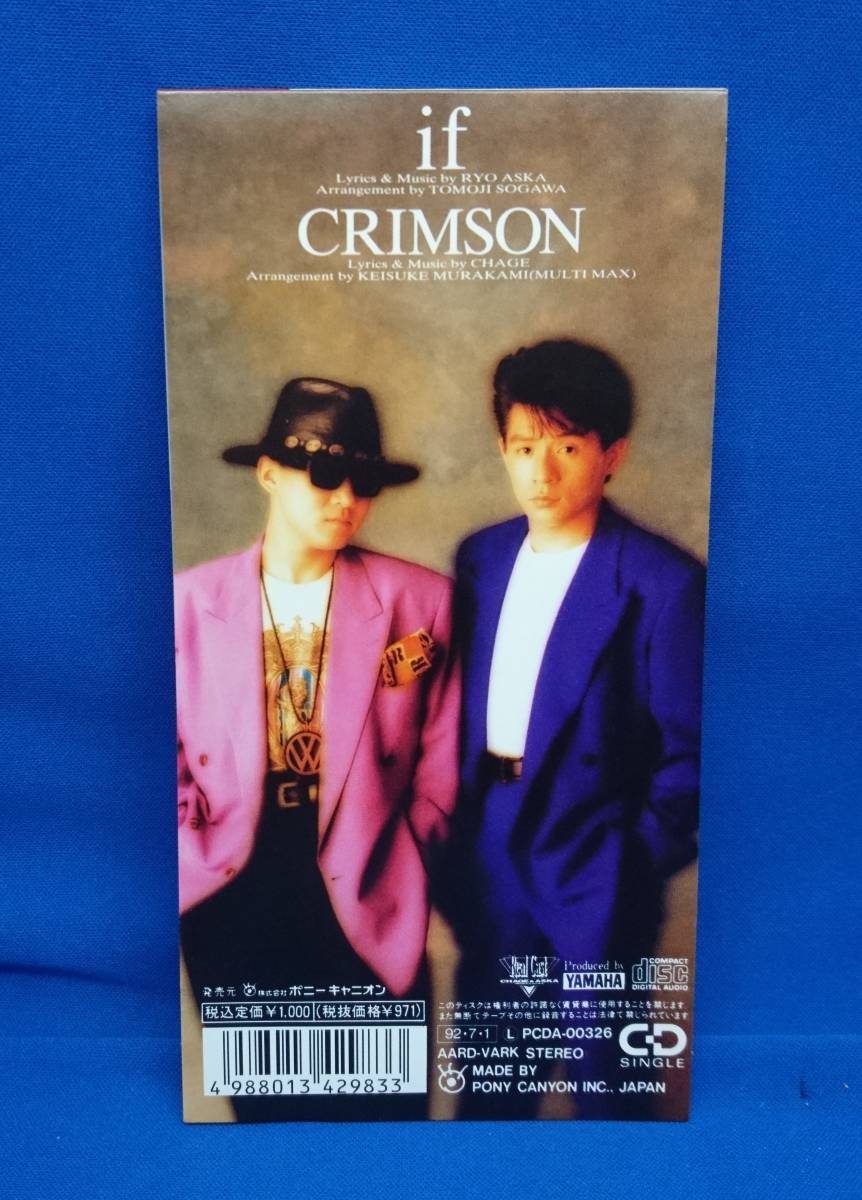 if
Lyrics & Music by RYO ASKA
Arrangement by TOMOJI SOGAWA
CRIMSON
Lyrics & Music by CHAGE
Arrangement by KEISUKE MURAKAMI(MULTI MAX)
VW
発売元 株式会社 ポニーキャニオン
税込定価¥1,000 (税抜価格¥971)
4 988013 429833
Real Cast
CHAGE&ASKA
Produced by
YAMAHA
COMPACT
disc
DIGITAL AUDIO
このディスクは権利者の許諾なく賃貸業に使用することを禁じます。
また無断でテープその他に録音することは法律で禁じられています
92・7・1 L PCDA-00326
AARD-VARK STEREO
MADE BY
PONY CANYON INC., JAPAN
CD
SINGLE